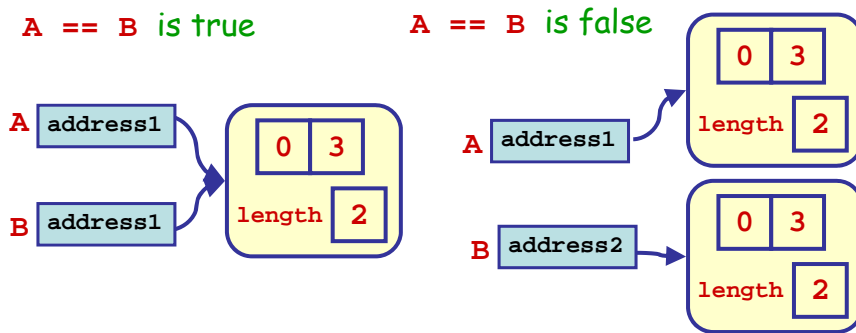 A == B is true
A address1
B address1
0 3
length 2
A == B is false
A address1
0 3
length 2
B address2
0 3
length 2